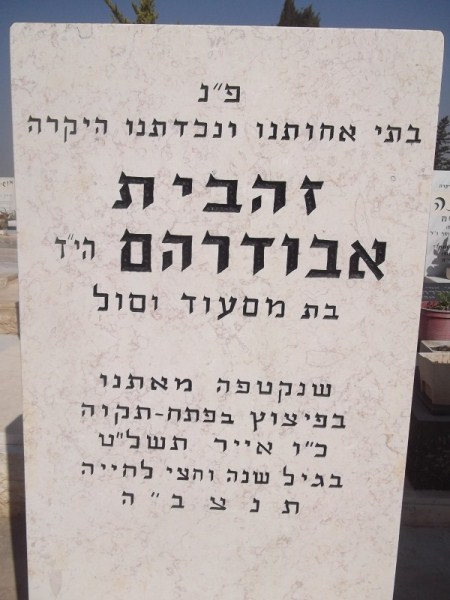 פ״נ
בתי אחותנו ונכדתנו היקרה
זהבית
אבודרהם הי״ד
בת מסעוד וסול
שנקטפה מאתנו
בפיצוץ בפתח-תקוה
כ״ו אייר תשל״ט
בגיל שנה וחצי לחייה
תנצב״ה